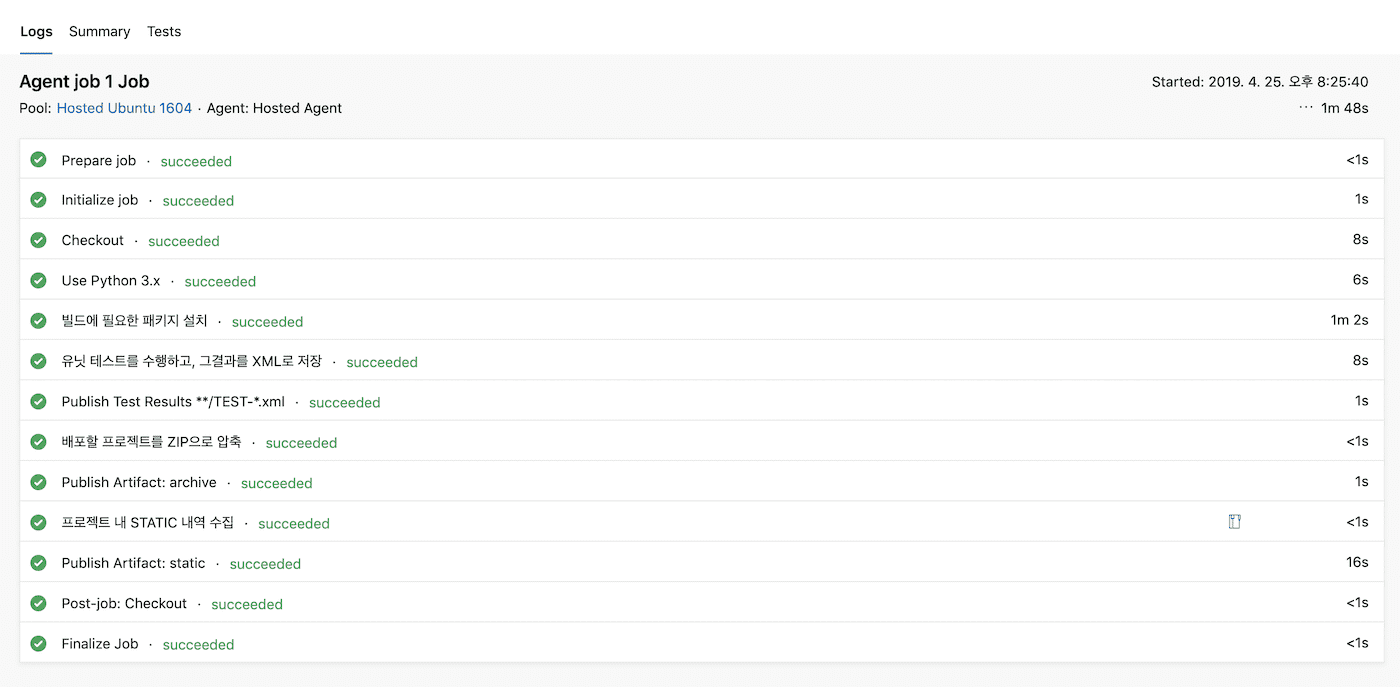 Logs Summary Tests
Agent job 1 Job Started: 2019. 4. 25. 오후 8:25:40
Pool: Hosted Ubuntu 1604 · Agent: Hosted Agent ··· 1m 48s
Prepare job · succeeded <1s
Initialize job · succeeded 1s
Checkout · succeeded 8s
Use Python 3.x · succeeded 6s
빌드에 필요한 패키지 설치 · succeeded 1m 2s
유닛 테스트를 수행하고, 그결과를 XML로 저장 · succeeded 8s
Publish Test Results **/TEST-*.xml · succeeded 1s
배포할 프로젝트를 ZIP으로 압축 · succeeded <1s
Publish Artifact: archive · succeeded 1s
프로젝트 내 STATIC 내역 수집 · succeeded <1s
Publish Artifact: static · succeeded 16s
Post-job: Checkout · succeeded <1s
Finalize Job · succeeded <1s